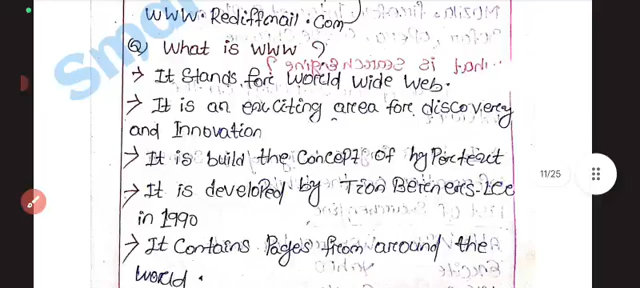 www.Rediffmail.com
Q What is www ?
→ It Stands for World Wide Web.
→ It is an exciting area for discovery
and Innovation
→ It is build the Concept of hyPertext
→ It is developed by Tion Berners-Lee
in 1990
→ It Contains Pages from around the
World.
11/25
Sma